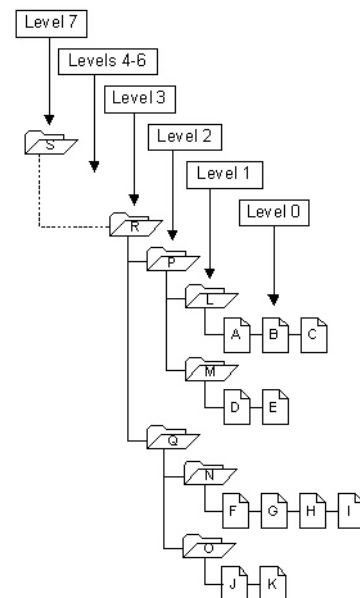 Level 7
Levels 4-6
Level 3
Level 2
Level 1
Level 0
S
R
P
L
A B C
M
D E
Q
N
F G H I
O
J K